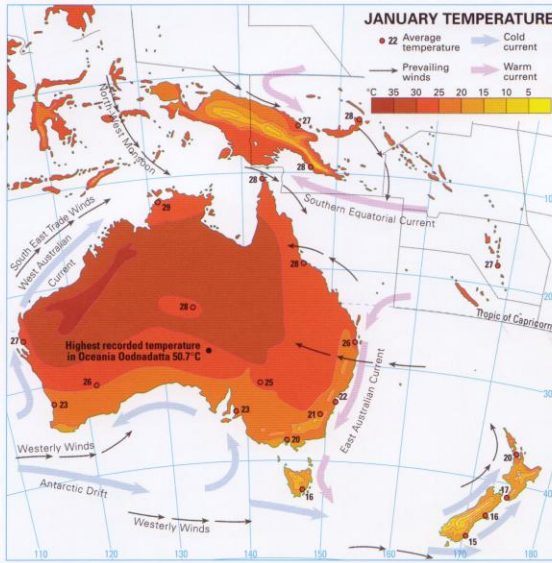 JANUARY TEMPERATURE
22 Average temperature
Cold current
Prevailing winds
Warm current
°C 35 30 25 20 15 10 5
North West Monsoon
27
28
28
28
Southern Equatorial Current
29
South East Trade Winds
West Australian Current
28
27
28
Tropic of Capricorn
27
Highest recorded temperature
in Oceania Oodnadatta 50.7°C
26
26
25
23
23
22
21
20
East Australian Current
Westerly Winds
Antarctic Drift
16
Westerly Winds
20
17
16
15
0
10
20
30
40
110
120
130
140
150
160
170
180